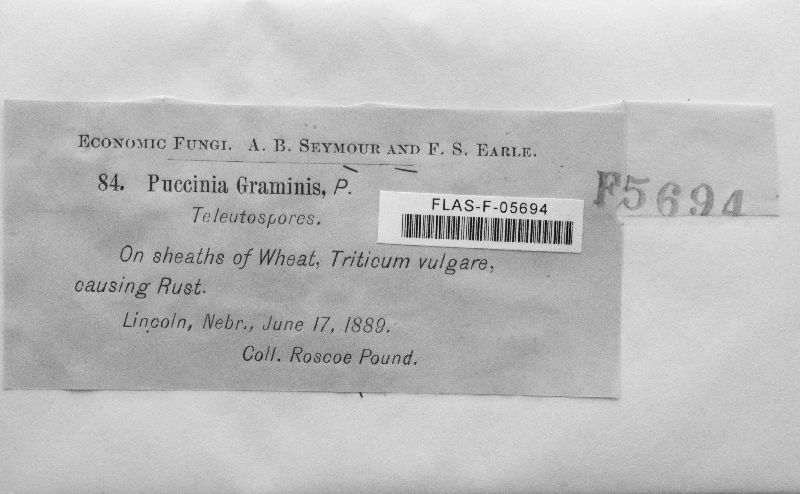 Economic Fungi. A. B. Seymour and F. S. Earle.
84. Puccinia Graminis, P.
Teleutospores.
FLAS-F-05694
F5694
On sheaths of Wheat, Triticum vulgare,
causing Rust.
Lincoln, Nebr., June 17, 1889.
Coll. Roscoe Pound.